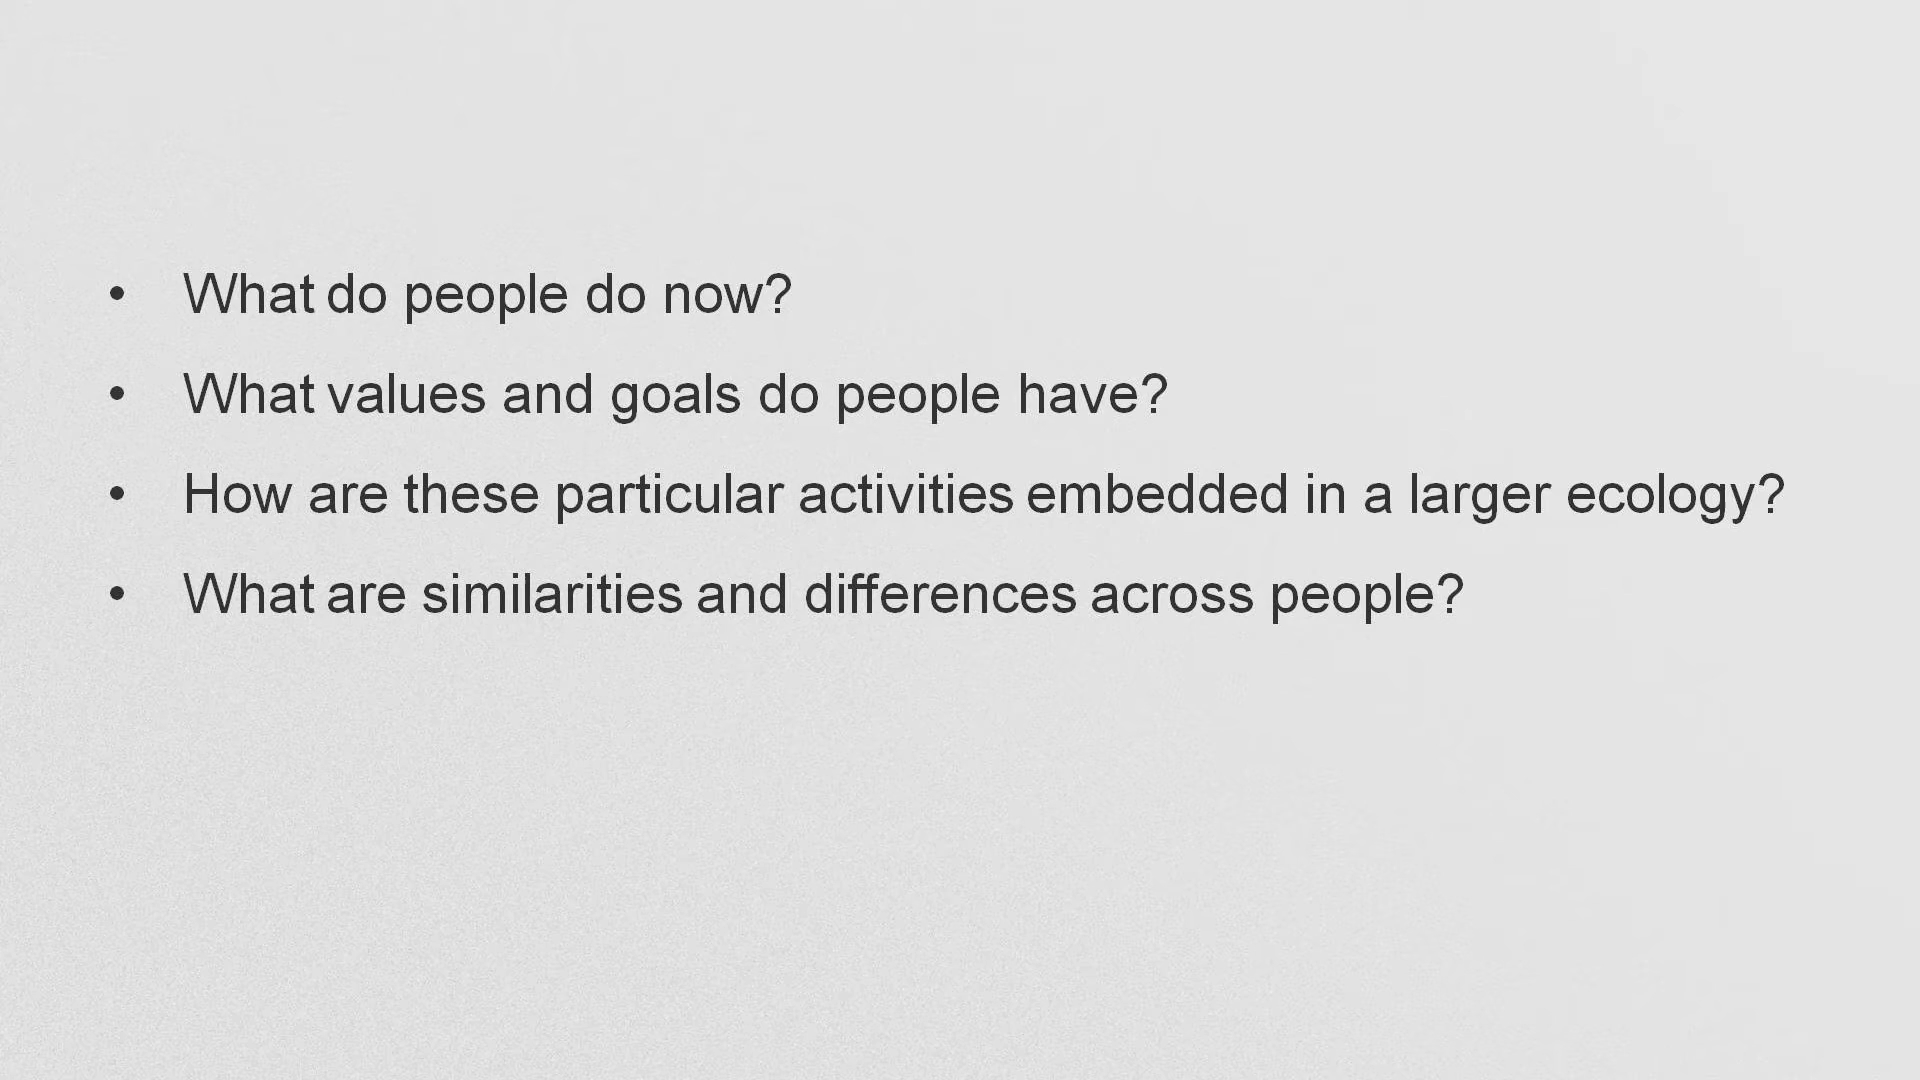 • What do people do now?
• What values and goals do people have?
• How are these particular activities embedded in a larger ecology?
• What are similarities and differences across people?